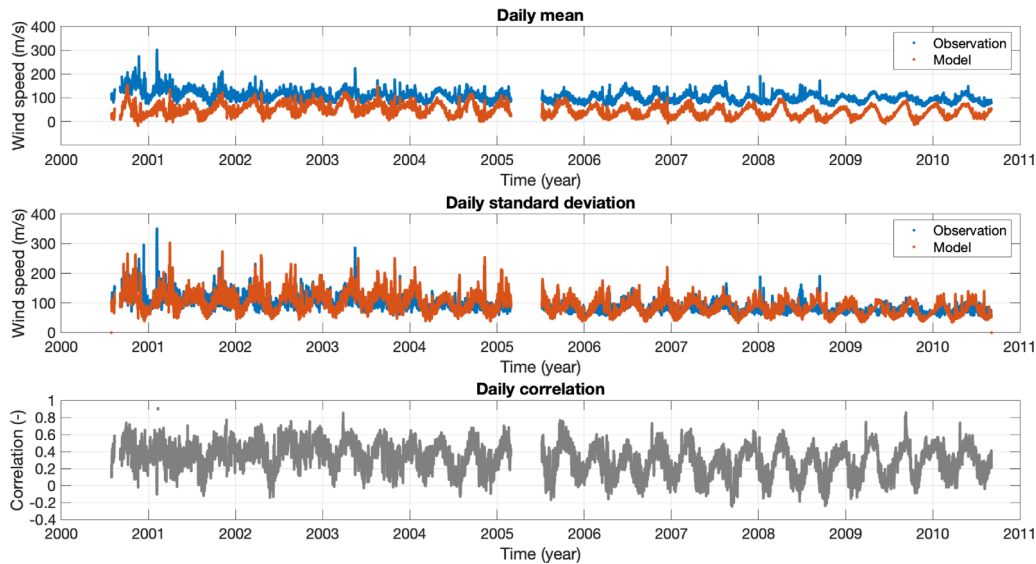 Daily mean
Wind speed (m/s)
400
300
200
100
0
Observation
Model
2000 2001 2002 2003 2004 2005 2006 2007 2008 2009 2010 2011
Time (year)
Daily standard deviation
Wind speed (m/s)
400
300
200
100
0
Observation
Model
2000 2001 2002 2003 2004 2005 2006 2007 2008 2009 2010 2011
Time (year)
Daily correlation
Correlation (-)
1
0.8
0.6
0.4
0.2
0
-0.2
-0.4
2000 2001 2002 2003 2004 2005 2006 2007 2008 2009 2010 2011
Time (year)